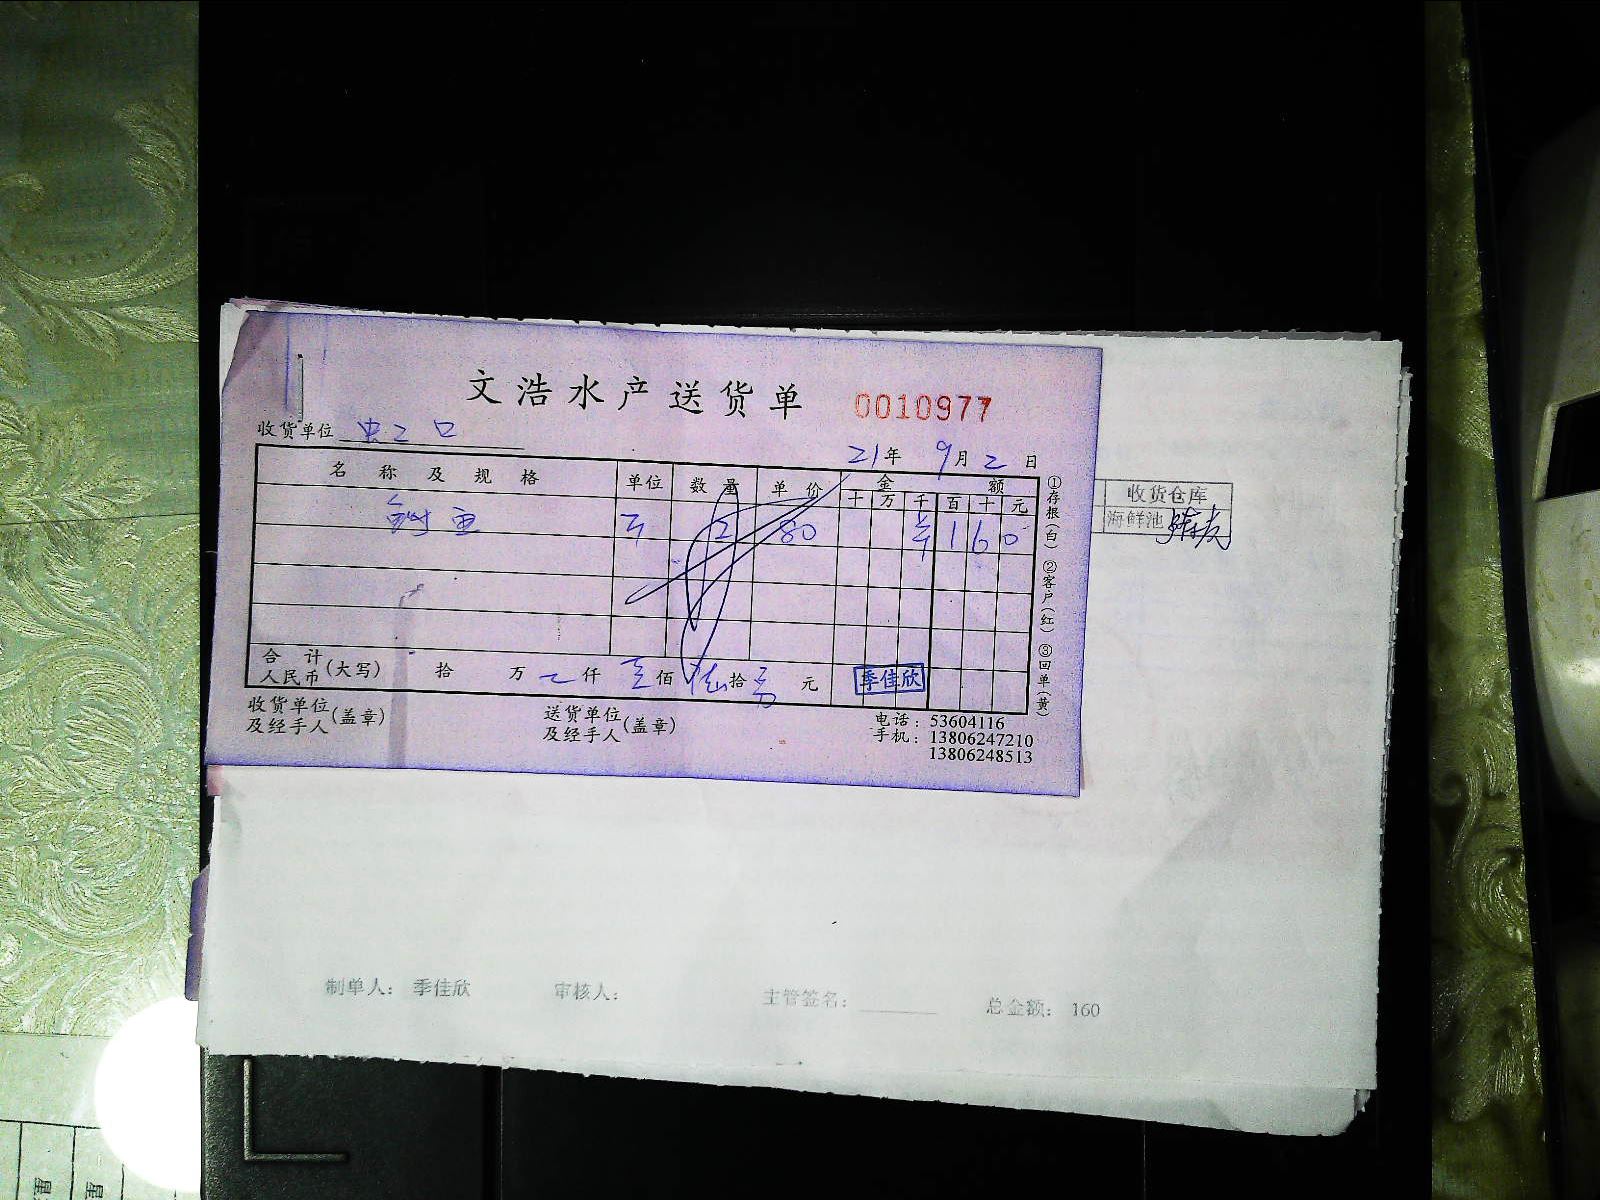 文浩水产送货单 0010977
收货单位
21年 9月 2日
名称及规格 单位 数量 单价 金额
十 万 千 百 十 元
2 80 1 6 0
①存根(白) ②客户(红) ③回单(黄)
合计
人民币 (大写) 拾 万 仟 壹佰 陆拾 元
季佳欣
收货单位
及经手人 (盖章)
送货单位
及经手人 (盖章)
电话:53604116
手机:13806247210
13806248513
收货仓库
海鲜池
制单人: 季佳欣 审核人: 主管签名: 总金额: 160